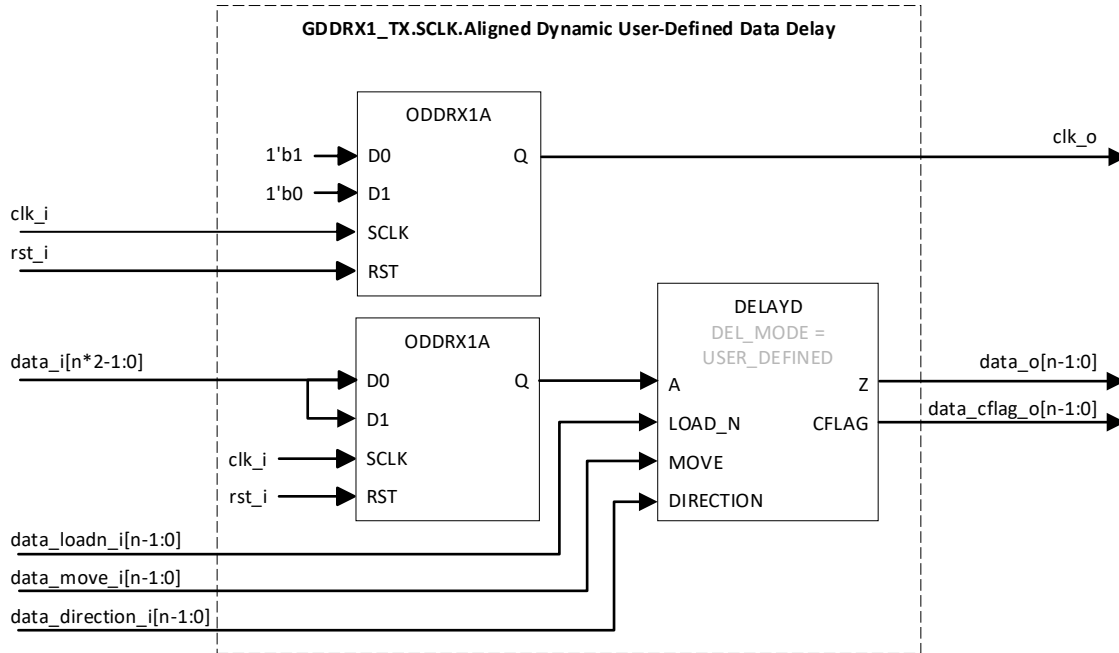 GDDRX1_TX.SCLK.Aligned Dynamic User-Defined Data Delay
ODDRX1A
1'b1
D0
Q
clk_o
1'b0
D1
clk_i
SCLK
rst_i
RST
DELAYD
DEL_MODE =
USER_DEFINED
ODDRX1A
data_i[n*2-1:0]
D0
Q
A
Z
data_o[n-1:0]
D1
LOAD_N
CFLAG
data_cflag_o[n-1:0]
clk_i
SCLK
MOVE
rst_i
RST
DIRECTION
data_loadn_i[n-1:0]
data_move_i[n-1:0]
data_direction_i[n-1:0]